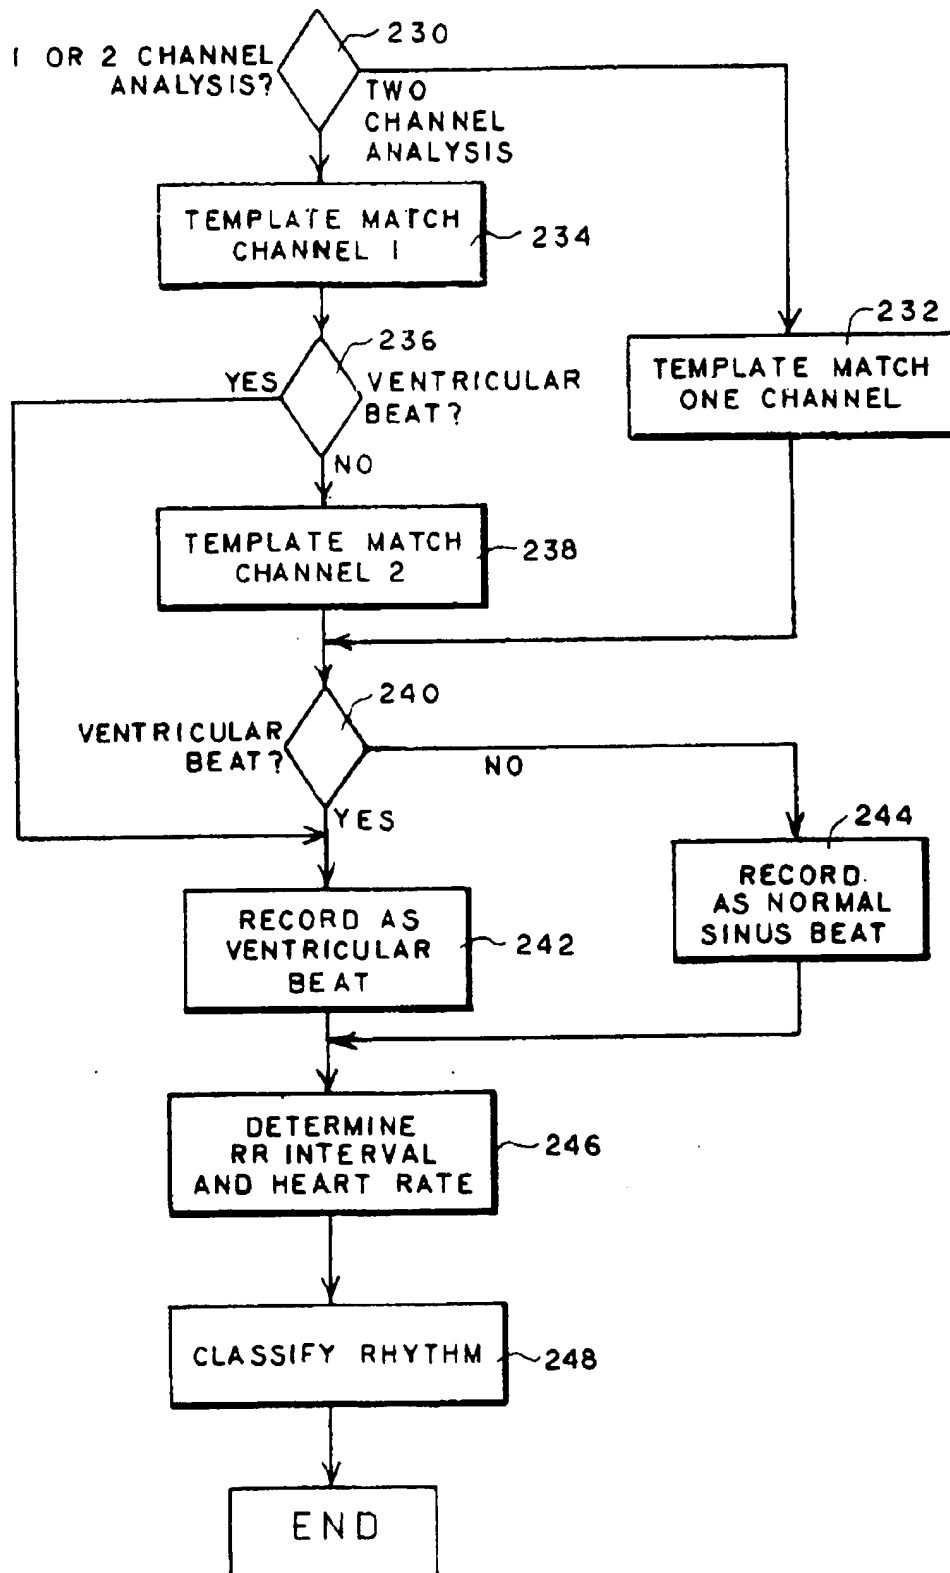 230
1 OR 2 CHANNEL
ANALYSIS?
TWO
CHANNEL
ANALYSIS
TEMPLATE MATCH
CHANNEL 1
234
232
TEMPLATE MATCH
ONE CHANNEL
236
YES
VENTRICULAR
BEAT?
NO
TEMPLATE MATCH
CHANNEL 2
238
240
VENTRICULAR
BEAT?
NO
YES
244
RECORD.
AS NORMAL
SINUS BEAT
RECORD AS
VENTRICULAR
BEAT
242
DETERMINE
RR INTERVAL
AND HEART RATE
246
CLASSIFY RHYTHM
248
END